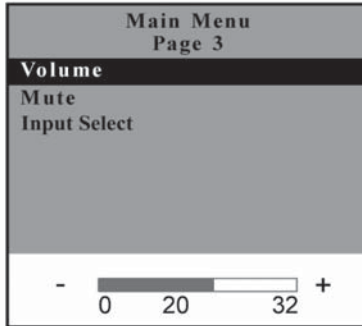 Main Menu
Page 3
Volume
Mute
Input Select
- +
0 20 32